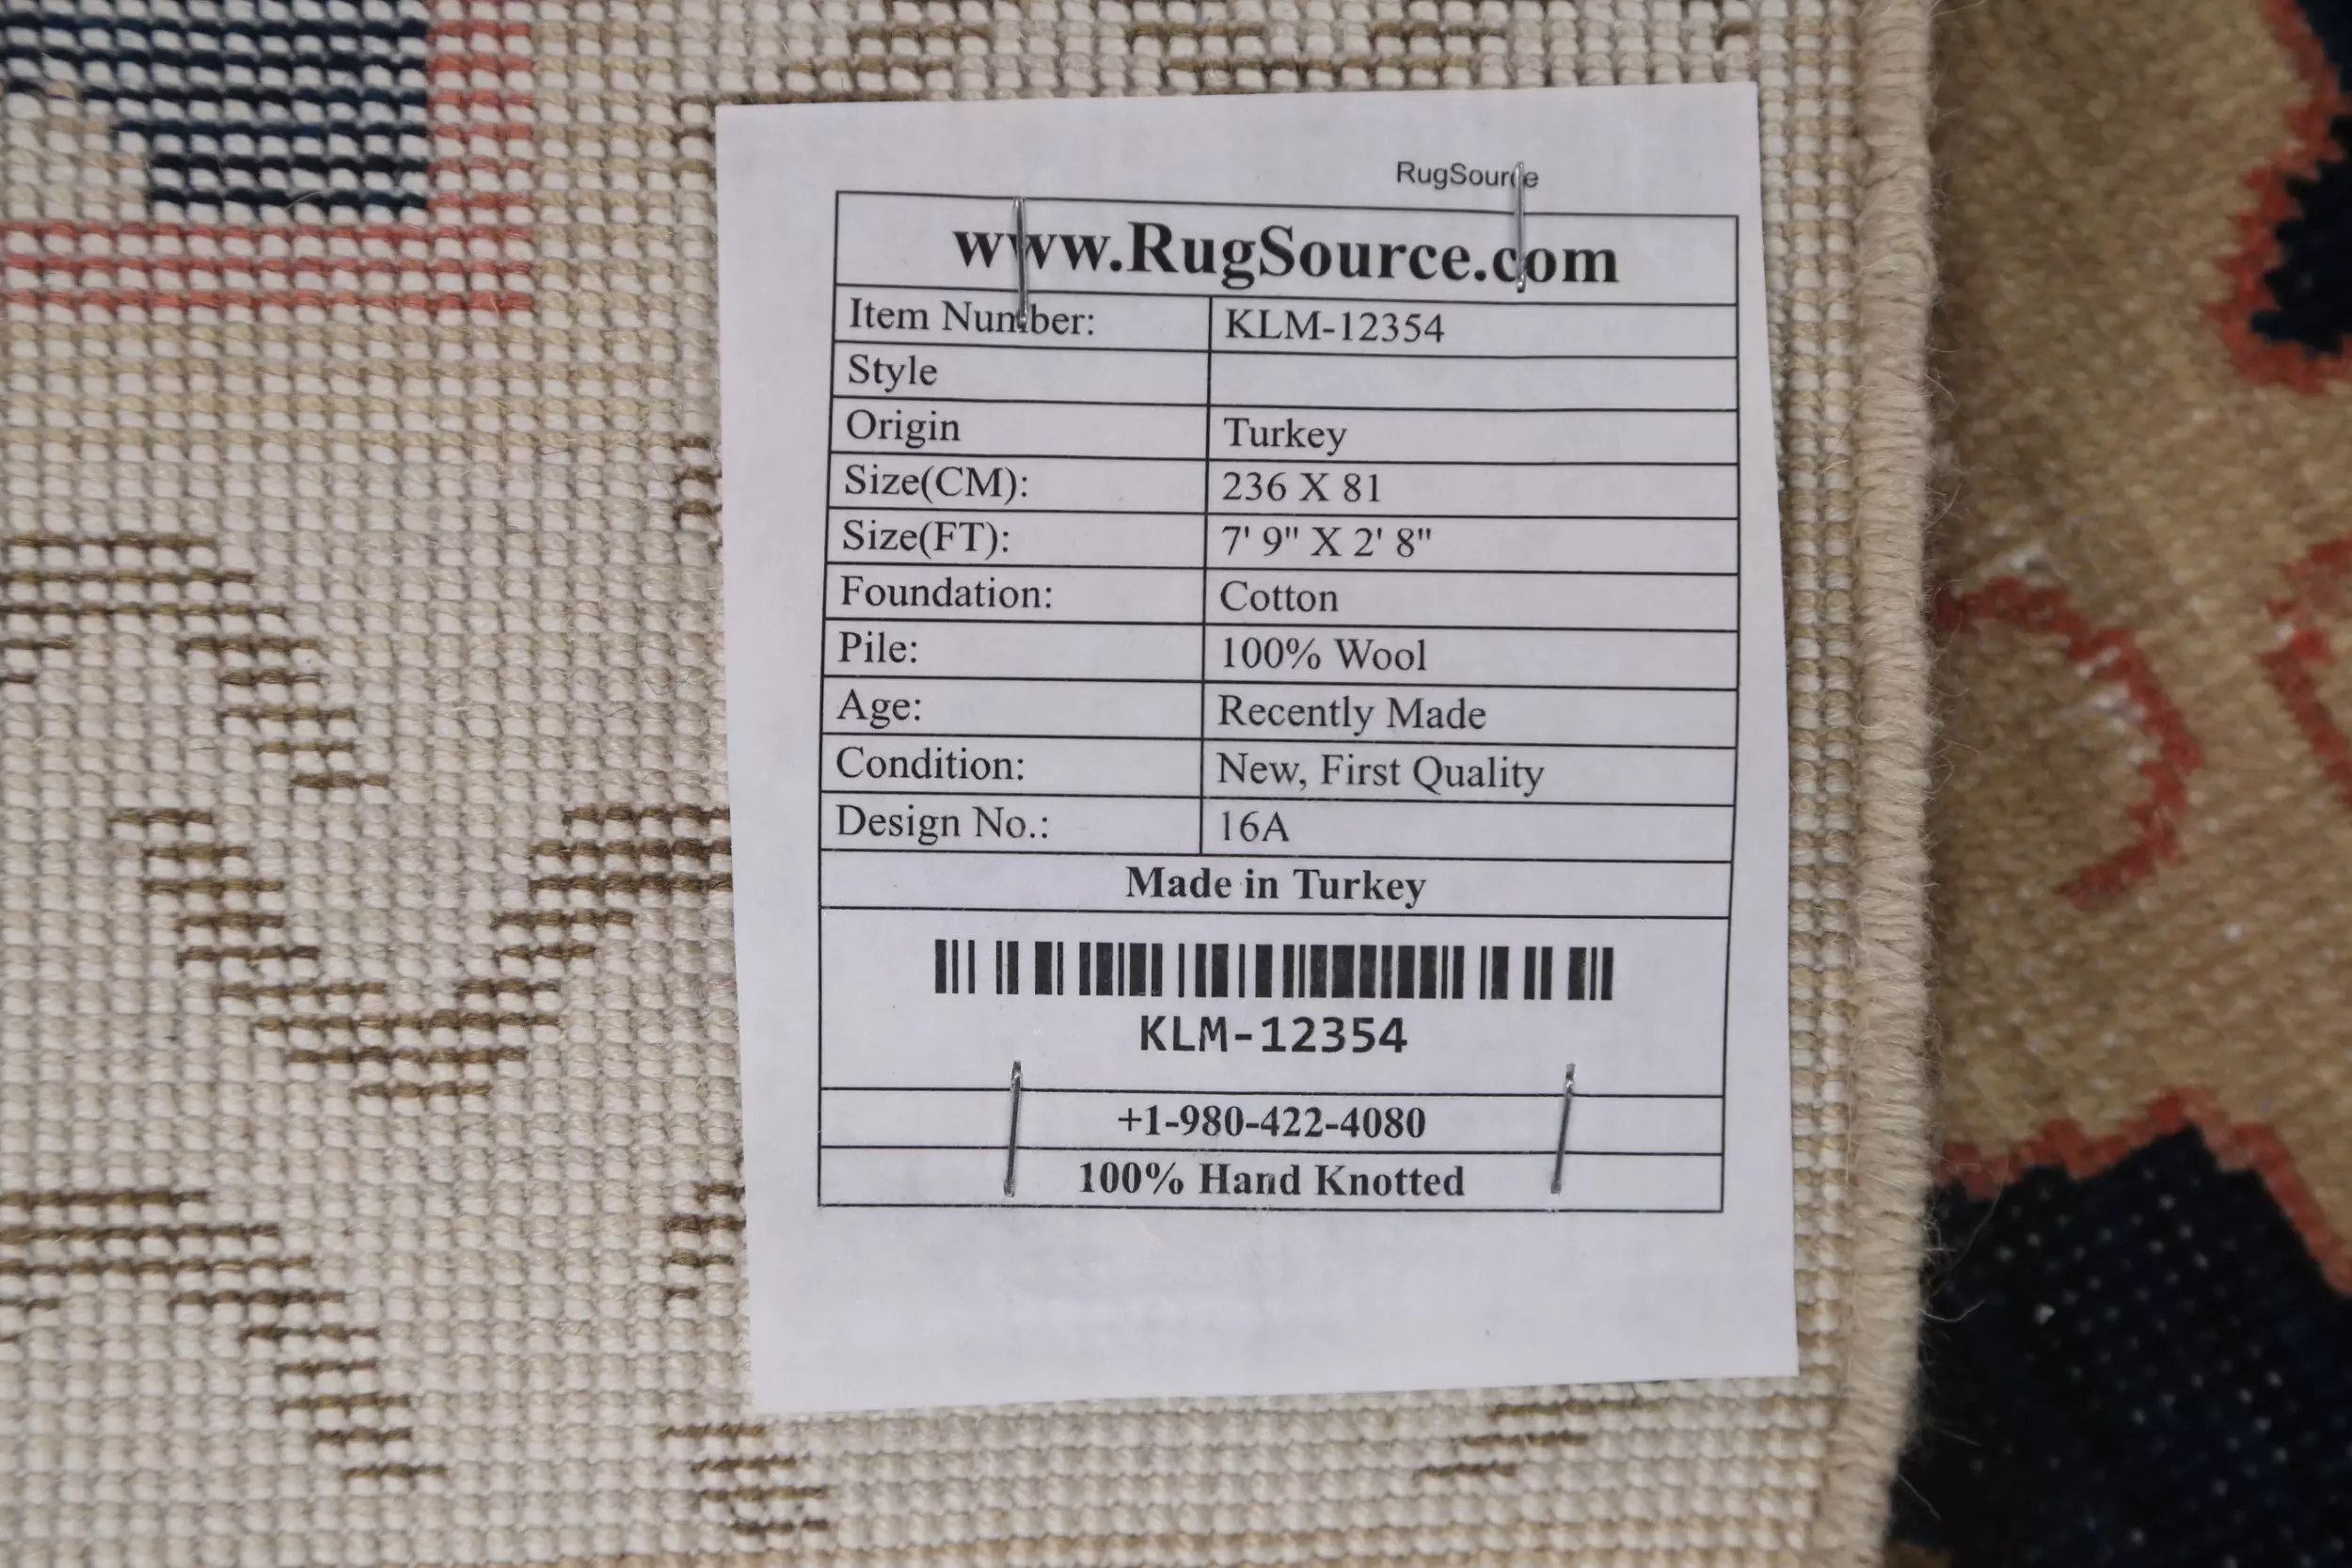 RugSource
www.RugSource.com
Item Number: KLM-12354
Style
Origin Turkey
Size(CM): 236 X 81
Size(FT): 7' 9" X 2' 8"
Foundation: Cotton
Pile: 100% Wool
Age: Recently Made
Condition: New, First Quality
Design No.: 16A
Made in Turkey
KLM-12354
+1-980-422-4080
100% Hand Knotted